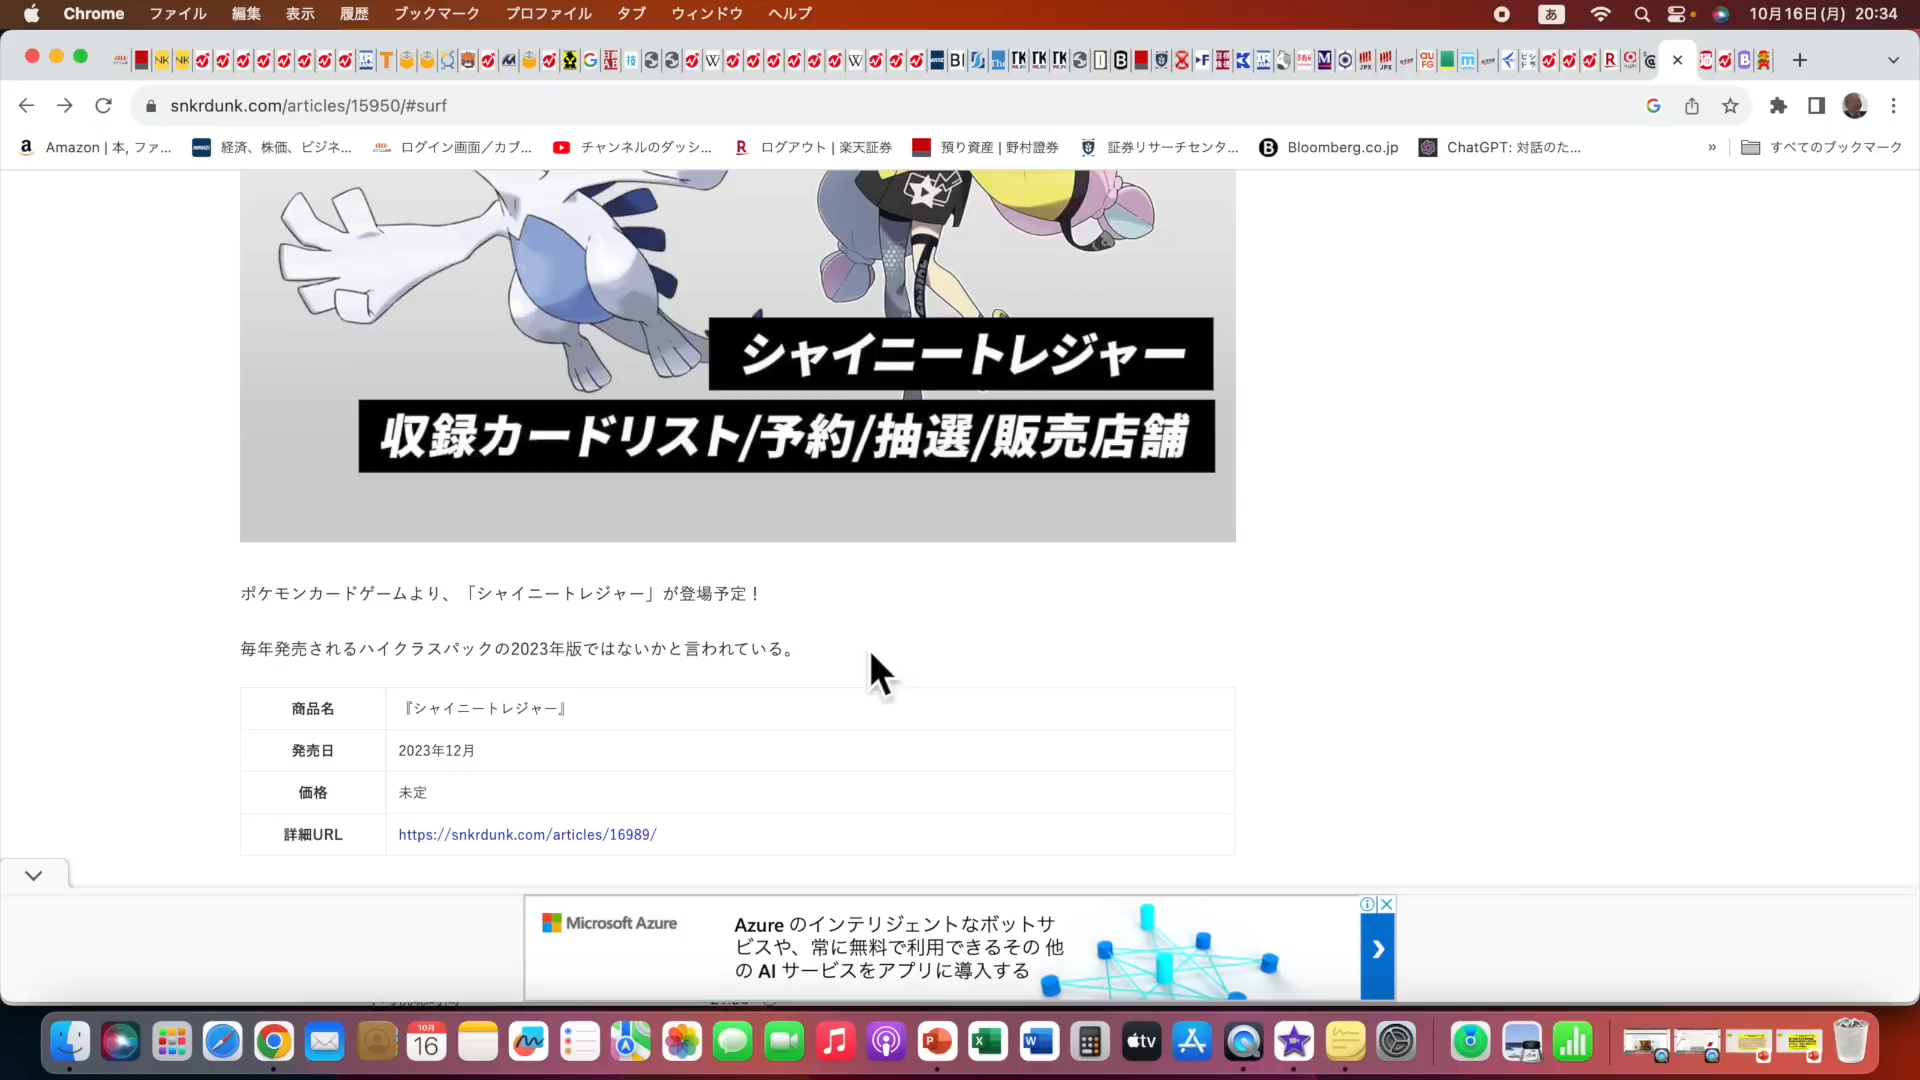 Chrome ファイル 編集 表示 履歴 ブックマーク プロファイル タブ ウィンドウ ヘルプ あ 10月16日(月) 20:34
snkrdunk.com/articles/15950/#surf
Amazon | 本, ファ... 経済、株価、ビジネ... ログイン画面／カブ... チャンネルのダッシ... ログアウト | 楽天証券 預り資産 | 野村證券 証券リサーチセンタ... Bloomberg.co.jp ChatGPT: 対話のた... » すべてのブックマーク
シャイニートレジャー
収録カードリスト/予約/抽選/販売店舗
ポケモンカードゲームより、「シャイニートレジャー」が登場予定！
毎年発売されるハイクラスパックの2023年版ではないかと言われている。
商品名 『シャイニートレジャー』
発売日 2023年12月
価格 未定
詳細URL https://snkrdunk.com/articles/16989/
Microsoft Azure
Azure のインテリジェントなボットサ
ビスや、常に無料で利用できるその 他
の AI サービスをアプリに導入する
10月
16
tv